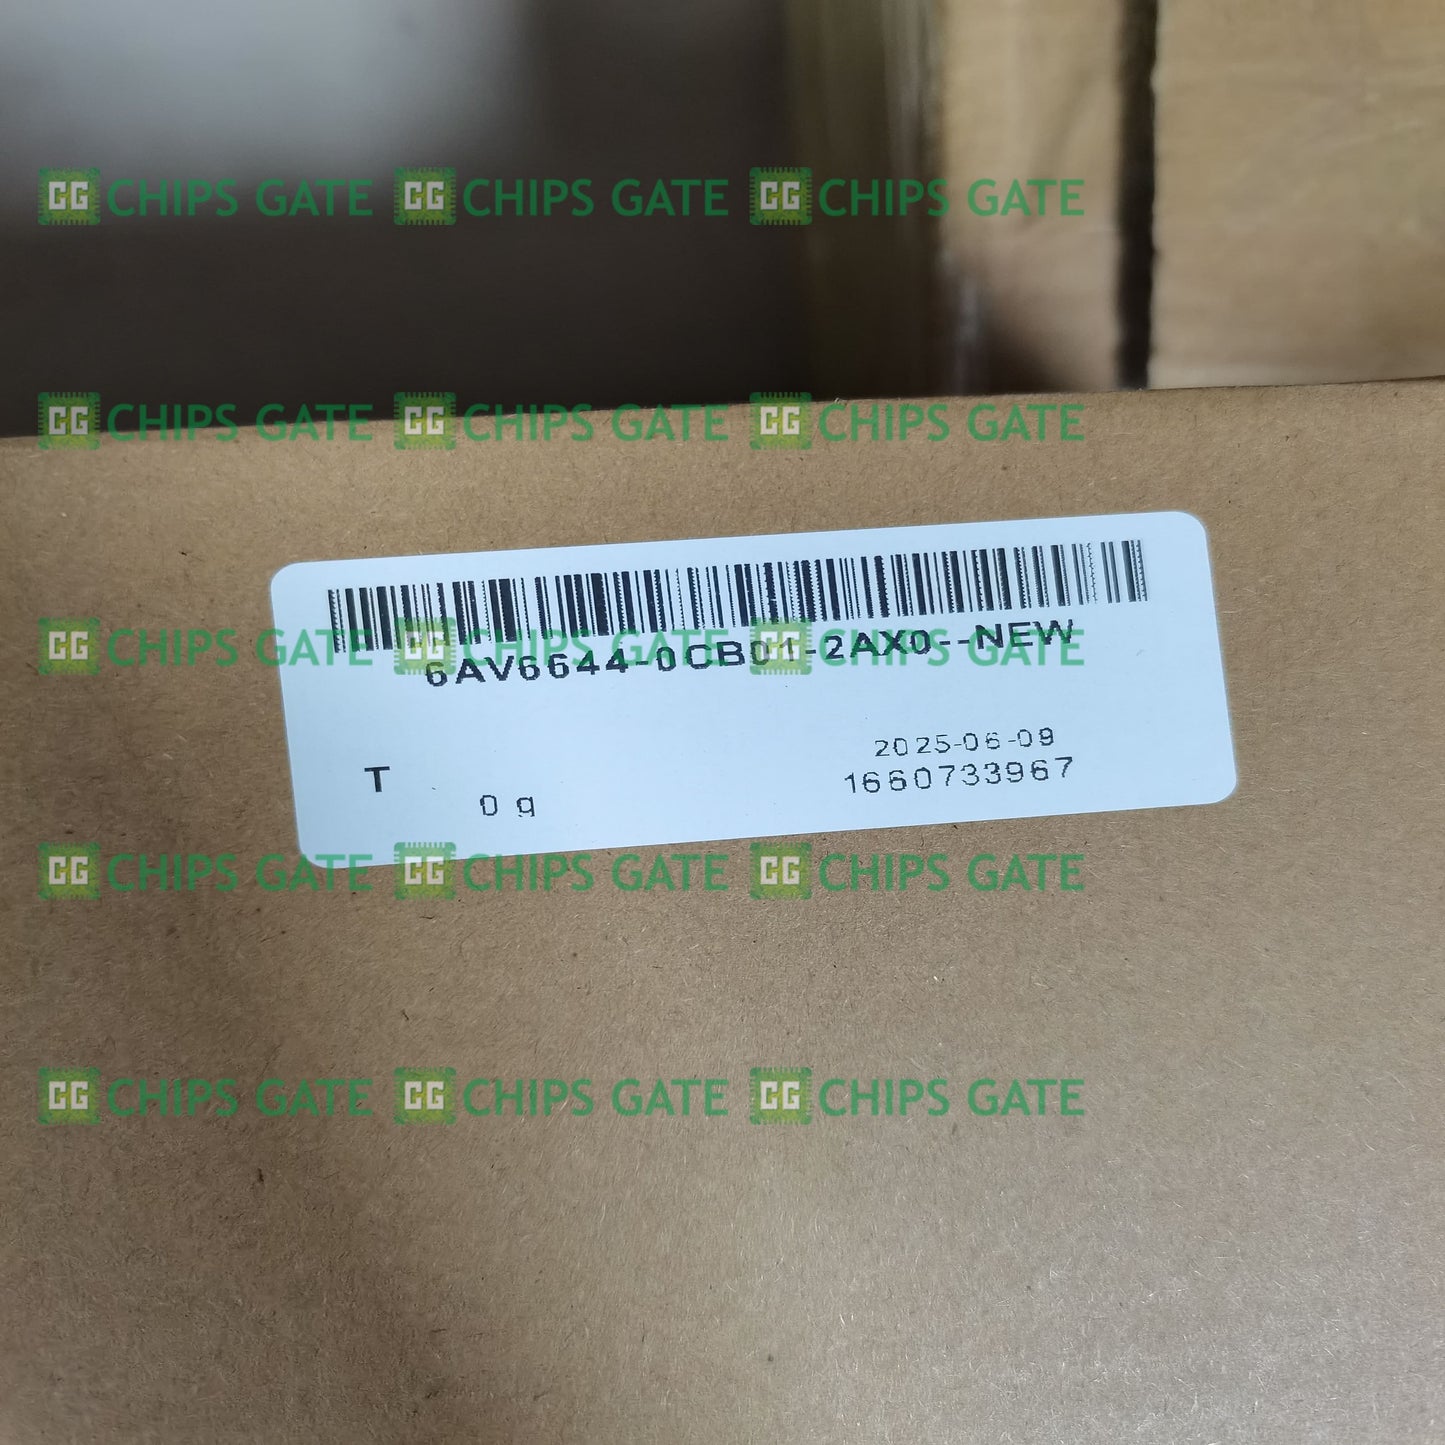 CG CHIPS GATE CG CHIPS GATE CG CHIPS GATE
CG CHIPS GATE CG CHIPS GATE CG CHIPS GATE
CG CHIPS GATE CG CHIPS GATE CG CHIPS GATE
6AV6644-0CB01-2AX0--NEW
2025-06-09
T
1660733967
0 g
CG CHIPS GATE CG CHIPS GATE CG CHIPS GATE
CG CHIPS GATE CG CHIPS GATE CG CHIPS GATE